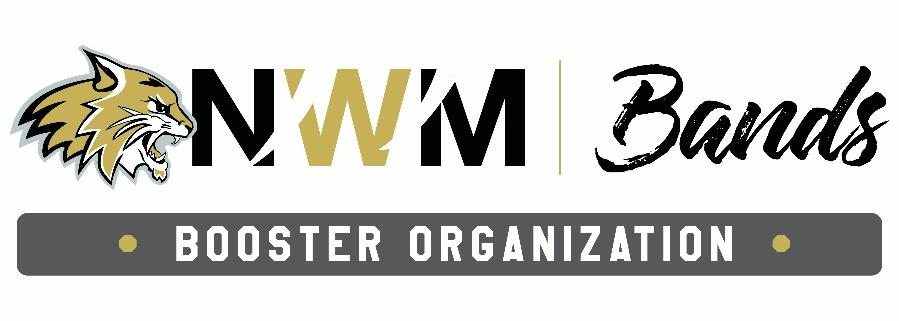 NWM Bands
BOOSTER ORGANIZATION